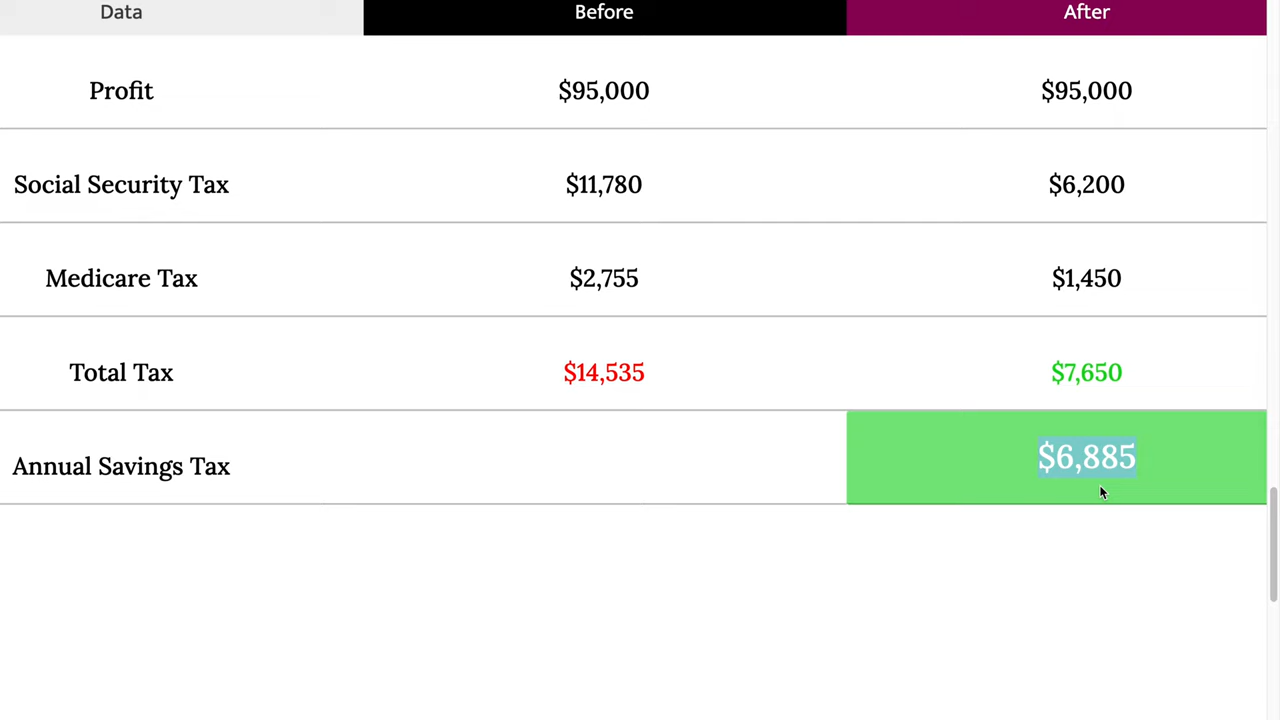 Data Before After
Profit $95,000 $95,000
Social Security Tax $11,780 $6,200
Medicare Tax $2,755 $1,450
Total Tax $14,535 $7,650
Annual Savings Tax $6,885